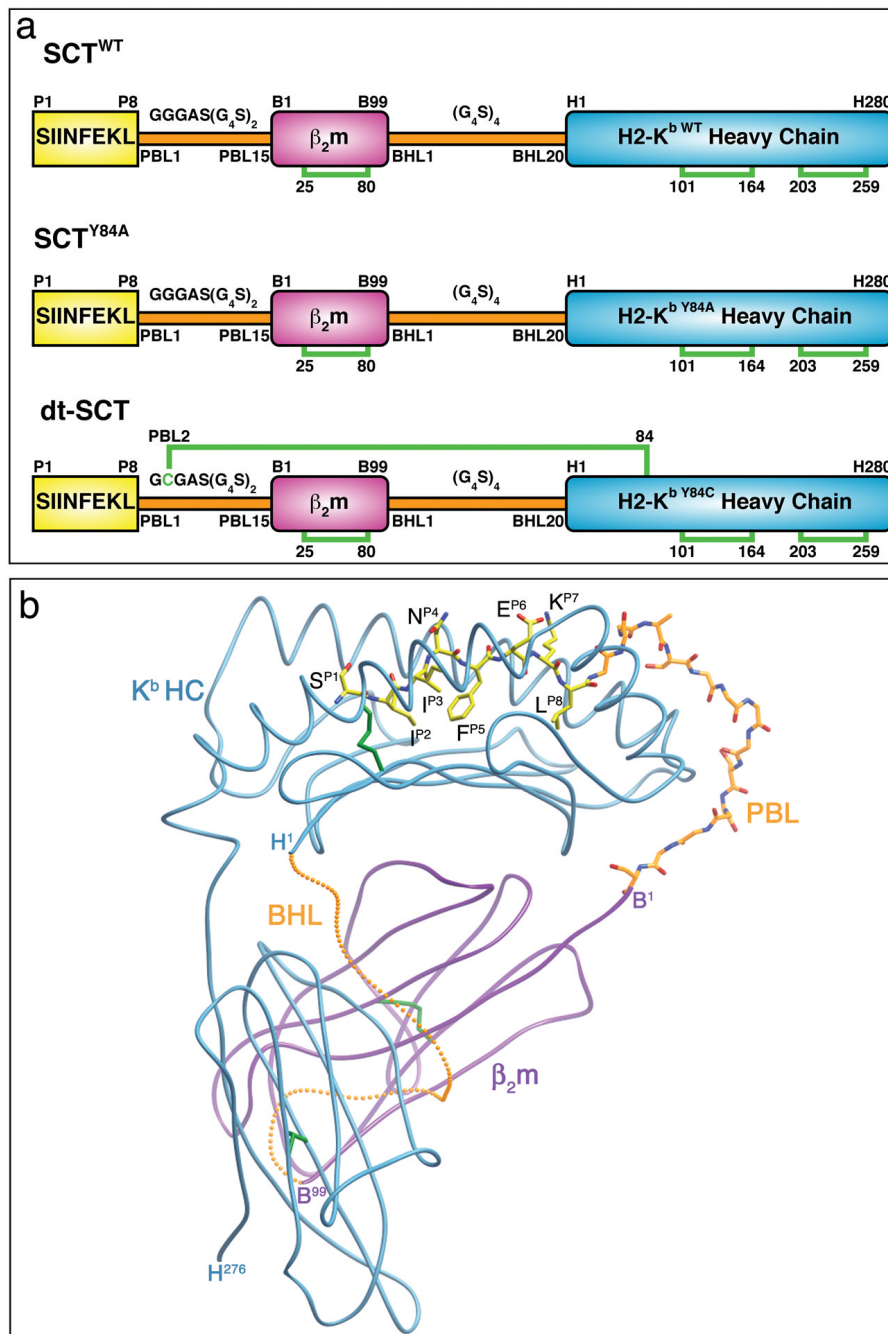 a
SCT^WT
P1 P8 GGGAS(G₄S)₂ B1 B99 (G₄S)₄ H1 H280
SIINFEKL β₂m H2-K^b WT Heavy Chain
PBL1 PBL15 BHL1 BHL20
25 80 101 164 203 259
SCT^Y84A
P1 P8 GGGAS(G₄S)₂ B1 B99 (G₄S)₄ H1 H280
SIINFEKL β₂m H2-K^b Y84A Heavy Chain
PBL1 PBL15 BHL1 BHL20
25 80 101 164 203 259
dt-SCT
PBL2 84
P1 P8 GCGAS(G₄S)₂ B1 B99 (G₄S)₄ H1 H280
SIINFEKL β₂m H2-K^b Y84C Heavy Chain
PBL1 PBL15 BHL1 BHL20
25 80 101 164 203 259
b
N^P4 E^P6 K^P7
K^b HC S^P1 I^P3 L^P8
I^P2 F^P5
PBL
H^1
BHL B^1
β₂m
B^99
H^276